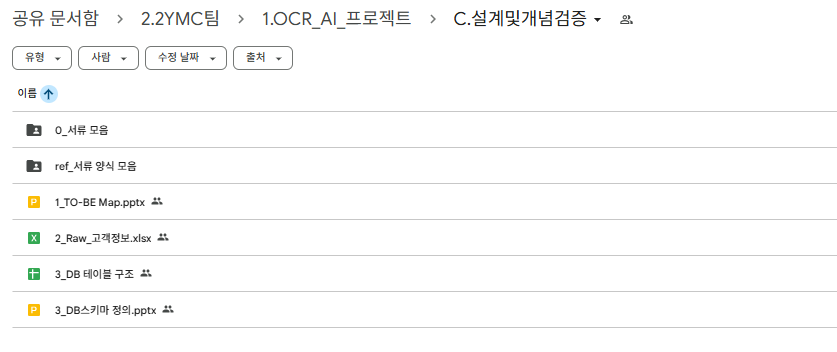 공유 문서함 > 2.2YMC팀 > 1.OCR_AI_프로젝트 > C.설계및개념검증
유형 사람 수정 날짜 출처
이름
0_서류 모음
ref_서류 양식 모음
1_TO-BE Map.pptx
2_Raw_고객정보.xlsx
3_DB 테이블 구조
3_DB스키마 정의.pptx